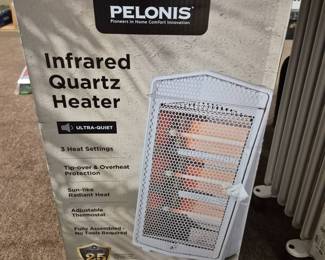 PELONIS
Pioneers in Home Comfort Innovation
Infrared
Quartz
Heater
ULTRA-QUIET
3 Heat Settings
Tip-over & Overheat
Protection
Sun-like
Radiant Heat
Adjustable
Thermostat
Fully Assembled -
No Tools Required
25